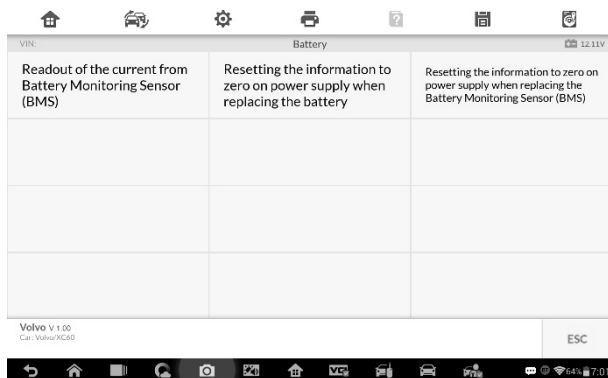 VIN:
Battery
12.11V
Readout of the current from
Battery Monitoring Sensor
(BMS)
Resetting the information to
zero on power supply when
replacing the battery
Resetting the information to zero on
power supply when replacing the
Battery Monitoring Sensor (BMS)
Volvo V 1.00
Car: Volvo/XC60
ESC
64%
7:01